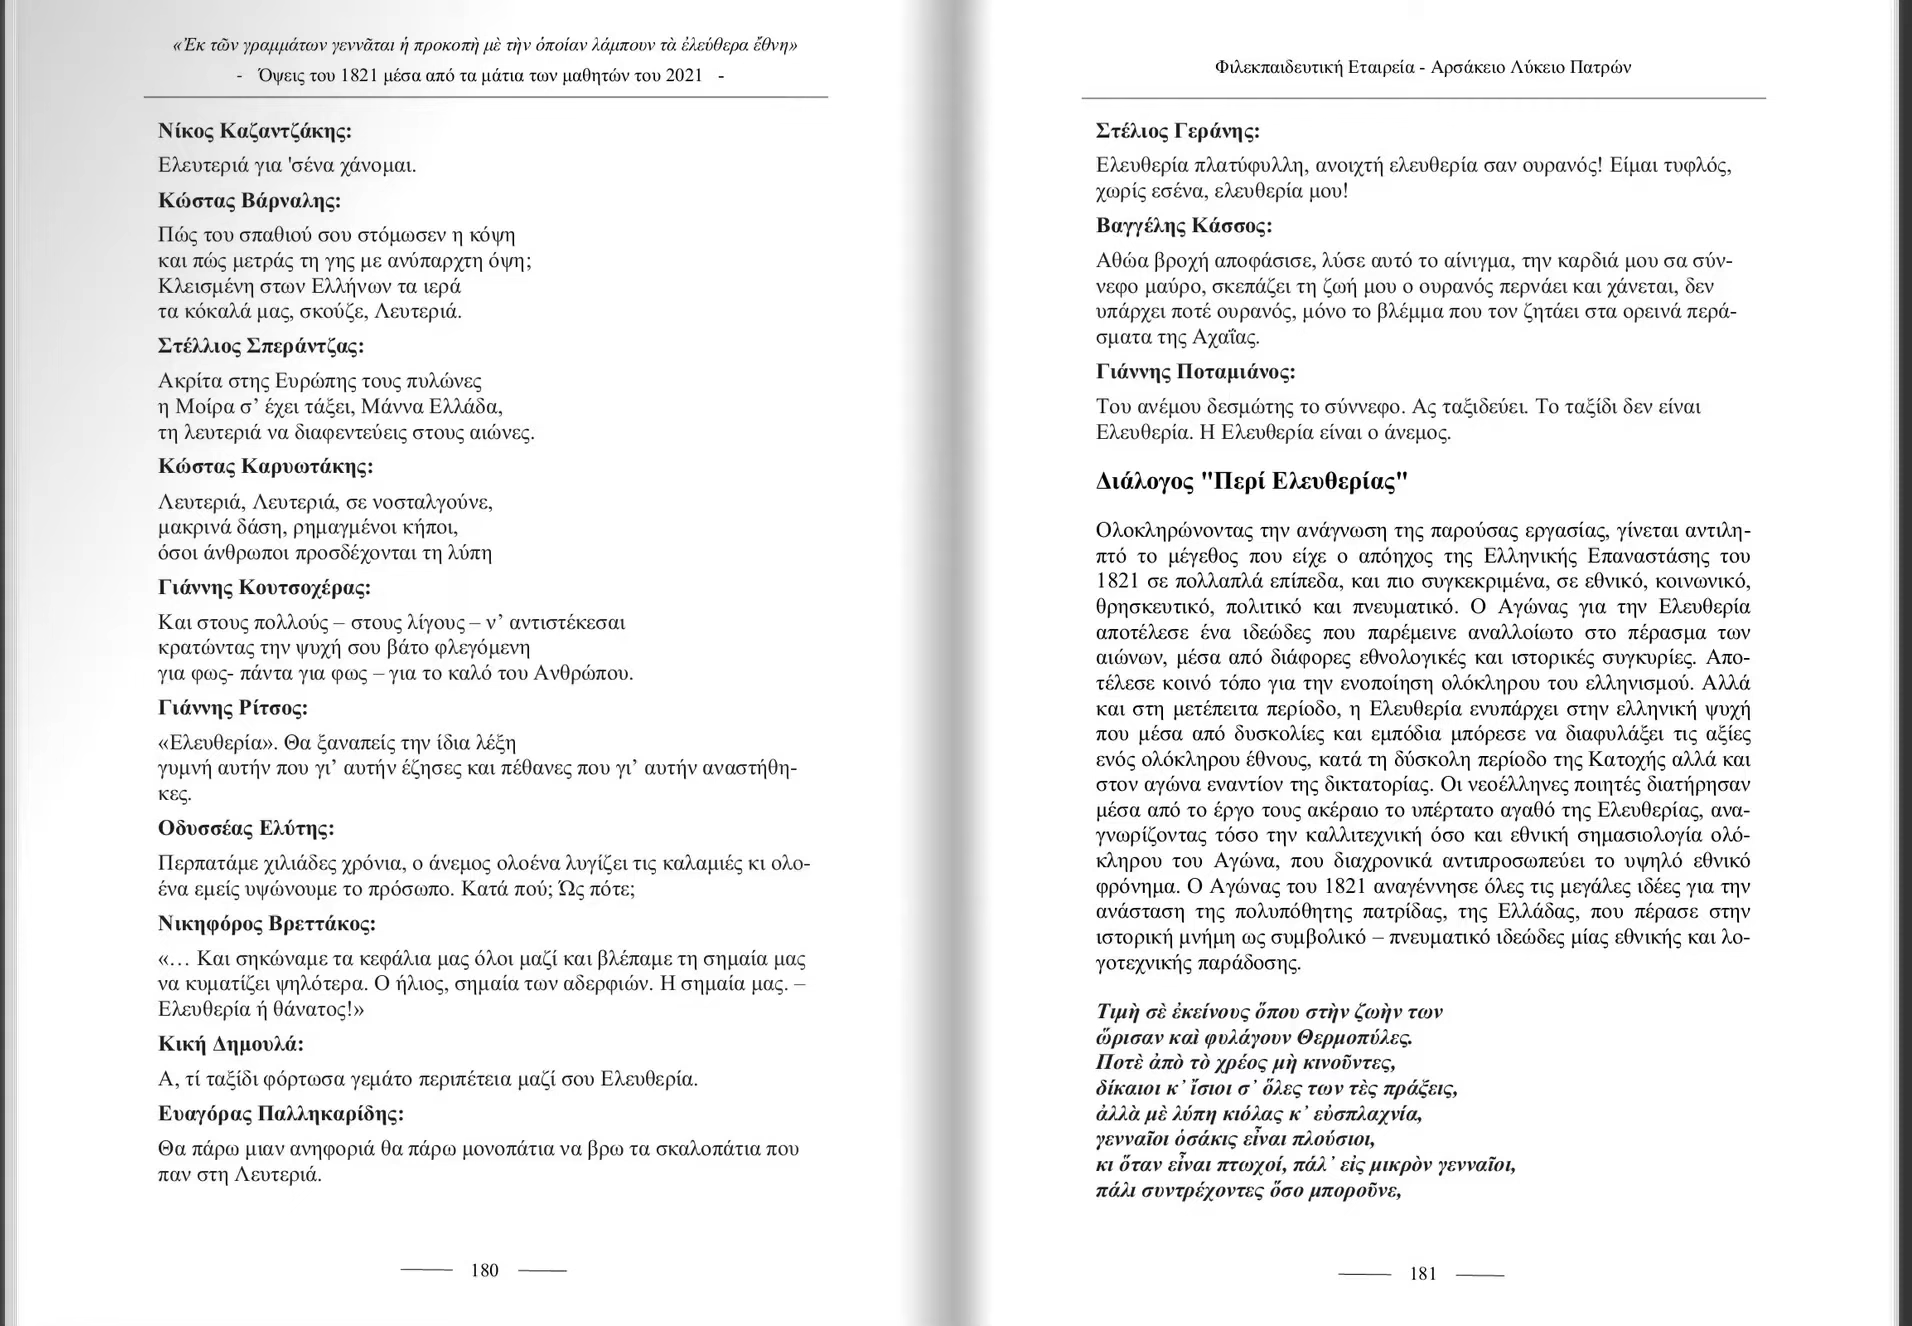 «Ἐκ τῶν γραμμάτων γεννᾶται ἡ προκοπὴ μὲ τὴν ὁποίαν λάμπουν τὰ ἐλεύθερα ἔθνη»
- Όψεις του 1821 μέσα από τα μάτια των μαθητών του 2021 -
Νίκος Καζαντζάκης:
Ελευτεριά για 'σένα χάνομαι.
Κώστας Βάρναλης:
Πώς του σπαθιού σου στόμωσεν η κόψη
και πώς μετράς τη γης με ανύπαρχτη όψη;
Κλεισμένη στων Ελλήνων τα ιερά
τα κόκαλά μας, σκούζε, Λευτεριά.
Στέλλιος Σπεράντζας:
Ακρίτα στης Ευρώπης τους πυλώνες
η Μοίρα σ’ έχει τάξει, Μάννα Ελλάδα,
τη λευτεριά να διαφεντεύεις στους αιώνες.
Κώστας Καρυωτάκης:
Λευτεριά, Λευτεριά, σε νοσταλγούνε,
μακρινά δάση, ρημαγμένοι κήποι,
όσοι άνθρωποι προσδέχονται τη λύπη
Γιάννης Κουτσοχέρας:
Και στους πολλούς – στους λίγους – ν’ αντιστέκεσαι
κρατώντας την ψυχή σου βάτο φλεγόμενη
για φως- πάντα για φως – για το καλό του Ανθρώπου.
Γιάννης Ρίτσος:
«Ελευθερία». Θα ξαναπείς την ίδια λέξη
γυμνή αυτήν που γι’ αυτήν έζησες και πέθανες που γι’ αυτήν αναστήθη-
κες.
Οδυσσέας Ελύτης:
Περπατάμε χιλιάδες χρόνια, ο άνεμος ολοένα λυγίζει τις καλαμιές κι ολο-
ένα εμείς υψώνουμε το πρόσωπο. Κατά πού; Ώς πότε;
Νικηφόρος Βρεττάκος:
«… Και σηκώναμε τα κεφάλια μας όλοι μαζί και βλέπαμε τη σημαία μας
να κυματίζει ψηλότερα. Ο ήλιος, σημαία των αδερφιών. Η σημαία μας. –
Ελευθερία ή θάνατος!»
Κική Δημουλά:
Α, τί ταξίδι φόρτωσα γεμάτο περιπέτεια μαζί σου Ελευθερία.
Ευαγόρας Παλληκαρίδης:
Θα πάρω μιαν ανηφοριά θα πάρω μονοπάτια να βρω τα σκαλοπάτια που
παν στη Λευτεριά.
180
Φιλεκπαιδευτική Εταιρεία - Αρσάκειο Λύκειο Πατρών
Στέλιος Γεράνης:
Ελευθερία πλατύφυλλη, ανοιχτή ελευθερία σαν ουρανός! Είμαι τυφλός,
χωρίς εσένα, ελευθερία μου!
Βαγγέλης Κάσσος:
Αθώα βροχή αποφάσισε, λύσε αυτό το αίνιγμα, την καρδιά μου σα σύν-
νεφο μαύρο, σκεπάζει τη ζωή μου ο ουρανός περνάει και χάνεται, δεν
υπάρχει ποτέ ουρανός, μόνο το βλέμμα που τον ζητάει στα ορεινά περά-
σματα της Αχαΐας.
Γιάννης Ποταμιάνος:
Του ανέμου δεσμώτης το σύννεφο. Ας ταξιδεύει. Το ταξίδι δεν είναι
Ελευθερία. Η Ελευθερία είναι ο άνεμος.
Διάλογος "Περί Ελευθερίας"
Ολοκληρώνοντας την ανάγνωση της παρούσας εργασίας, γίνεται αντιλη-
πτό το μέγεθος που είχε ο απόηχος της Ελληνικής Επαναστάσης του
1821 σε πολλαπλά επίπεδα, και πιο συγκεκριμένα, σε εθνικό, κοινωνικό,
θρησκευτικό, πολιτικό και πνευματικό. Ο Αγώνας για την Ελευθερία
αποτέλεσε ένα ιδεώδες που παρέμεινε αναλλοίωτο στο πέρασμα των
αιώνων, μέσα από διάφορες εθνολογικές και ιστορικές συγκυρίες. Απο-
τέλεσε κοινό τόπο για την ενοποίηση ολόκληρου του ελληνισμού. Αλλά
και στη μετέπειτα περίοδο, η Ελευθερία ενυπάρχει στην ελληνική ψυχή
που μέσα από δυσκολίες και εμπόδια μπόρεσε να διαφυλάξει τις αξίες
ενός ολόκληρου έθνους, κατά τη δύσκολη περίοδο της Κατοχής αλλά και
στον αγώνα εναντίον της δικτατορίας. Οι νεοέλληνες ποιητές διατήρησαν
μέσα από το έργο τους ακέραιο το υπέρτατο αγαθό της Ελευθερίας, ανα-
γνωρίζοντας τόσο την καλλιτεχνική όσο και εθνική σημασιολογία ολό-
κληρου του Αγώνα, που διαχρονικά αντιπροσωπεύει το υψηλό εθνικό
φρόνημα. Ο Αγώνας του 1821 αναγέννησε όλες τις μεγάλες ιδέες για την
ανάσταση της πολυπόθητης πατρίδας, της Ελλάδας, που πέρασε στην
ιστορική μνήμη ως συμβολικό – πνευματικό ιδεώδες μίας εθνικής και λο-
γοτεχνικής παράδοσης.
Τιμὴ σὲ ἐκείνους ὅπου στὴν ζωὴν των
ὥρισαν καὶ φυλάγουν Θερμοπύλες.
Ποτὲ ἀπὸ τὸ χρέος μὴ κινοῦντες,
δίκαιοι κ’ ἴσιοι σ’ ὅλες των τὲς πράξεις,
ἀλλὰ μὲ λύπη κιόλας κ’ εὐσπλαχνία,
γενναῖοι ὁσάκις εἶναι πλούσιοι,
κι ὅταν εἶναι πτωχοί, πάλ’ εἰς μικρὸν γενναῖοι,
πάλι συντρέχοντες ὅσο μποροῦνε,
181